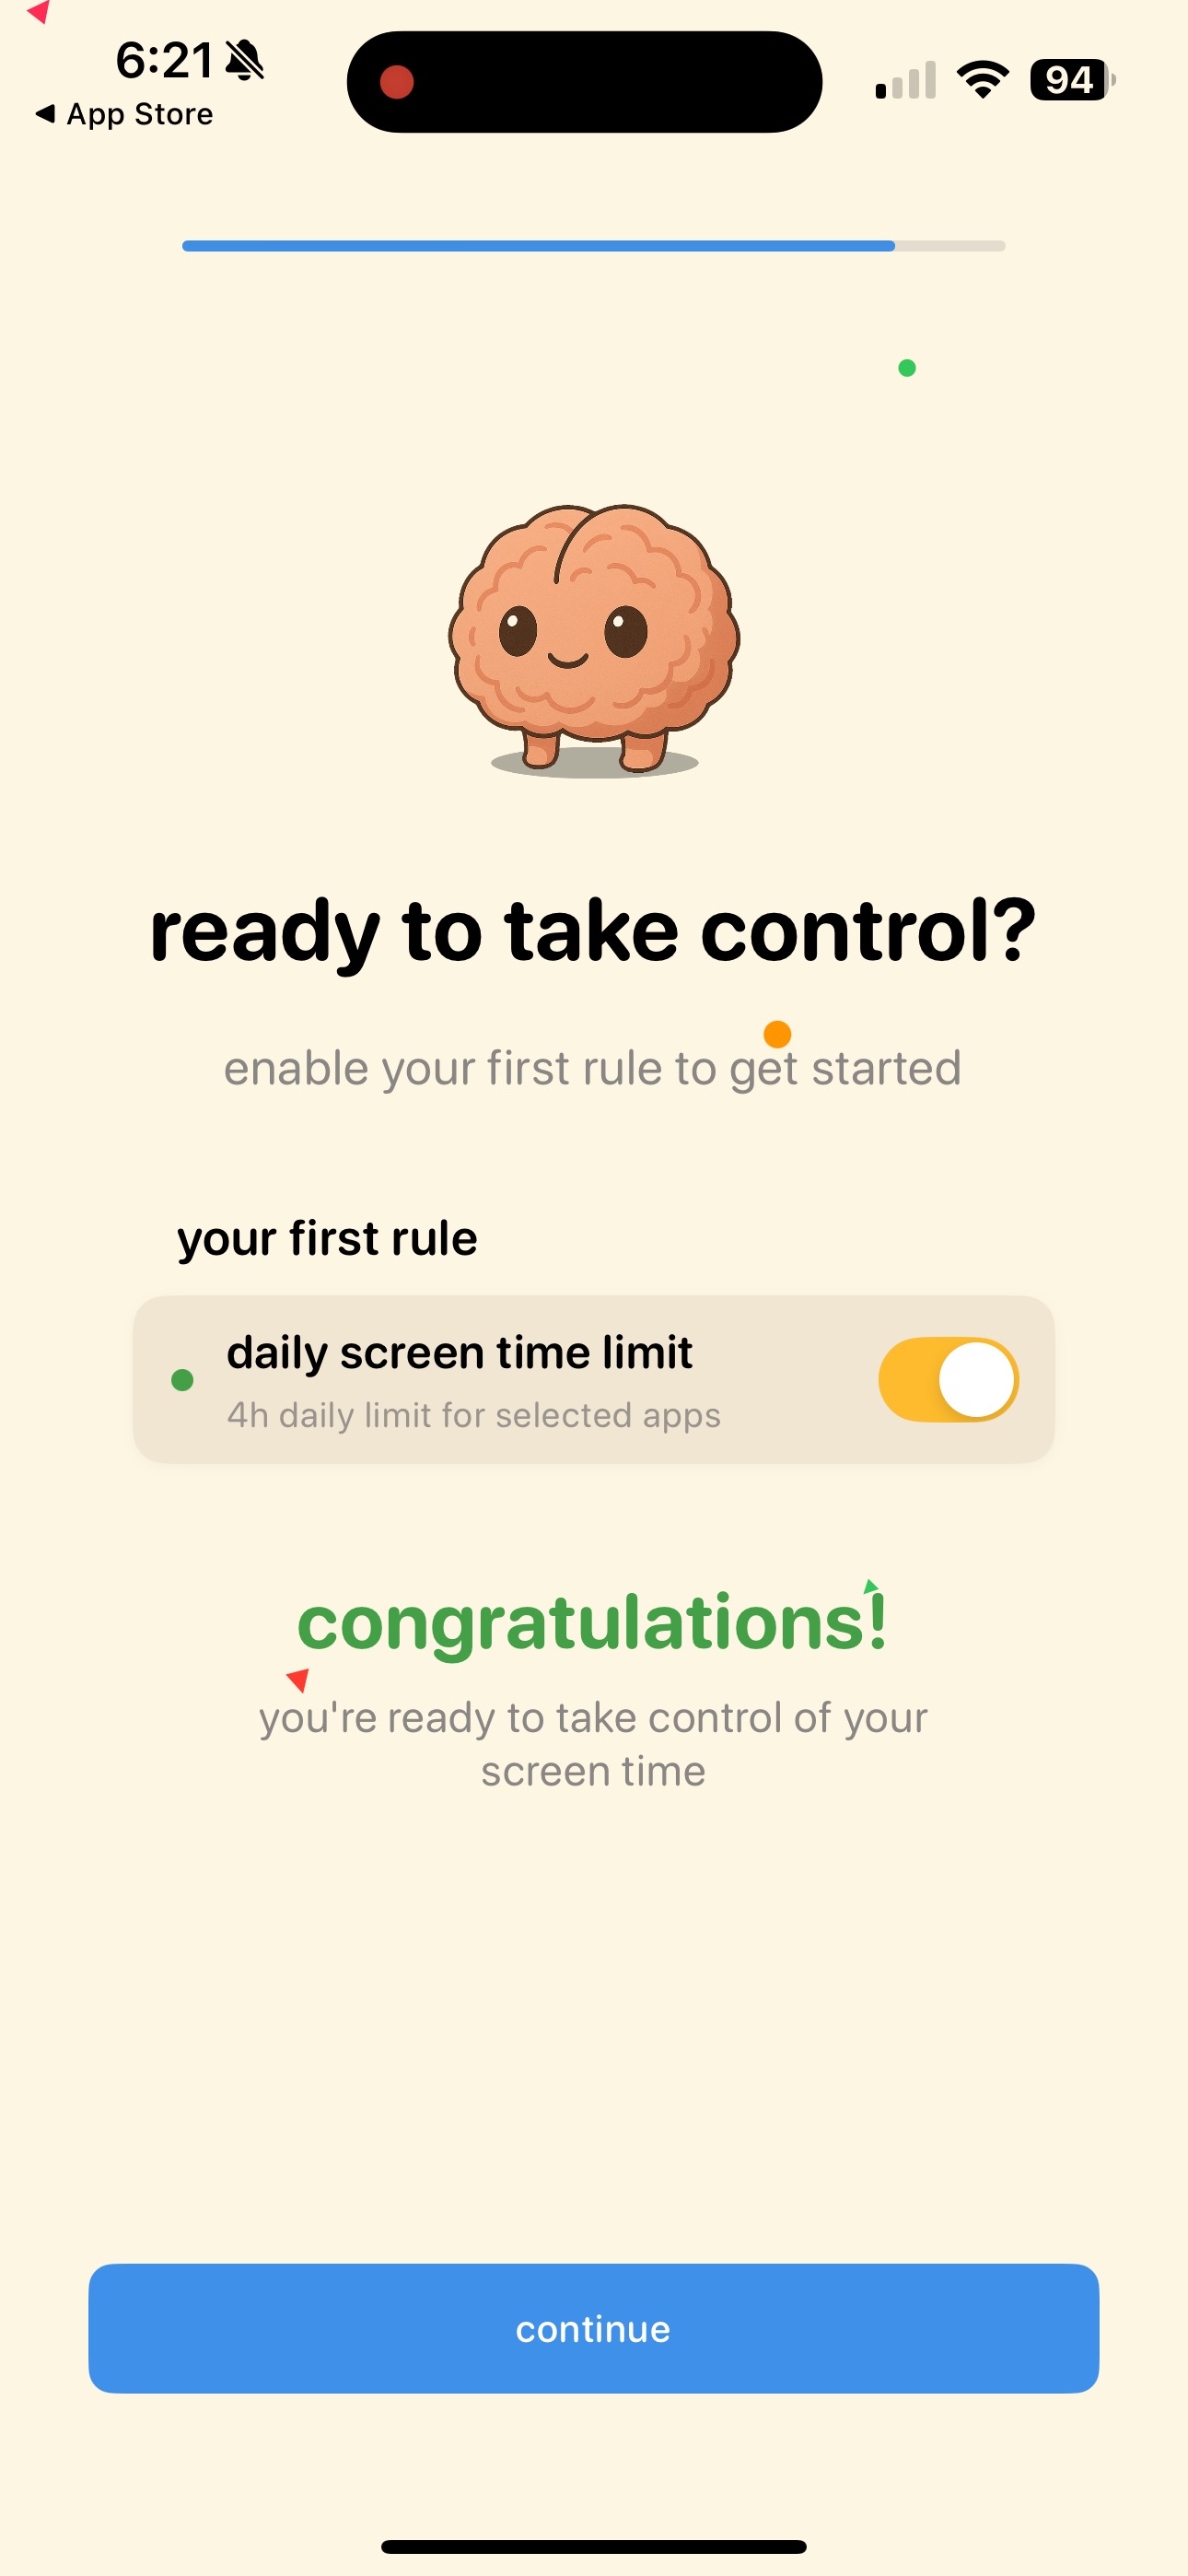 6:21
94
App Store
ready to take control?
enable your first rule to get started
your first rule
daily screen time limit
4h daily limit for selected apps
congratulations!
you're ready to take control of your
screen time
continue